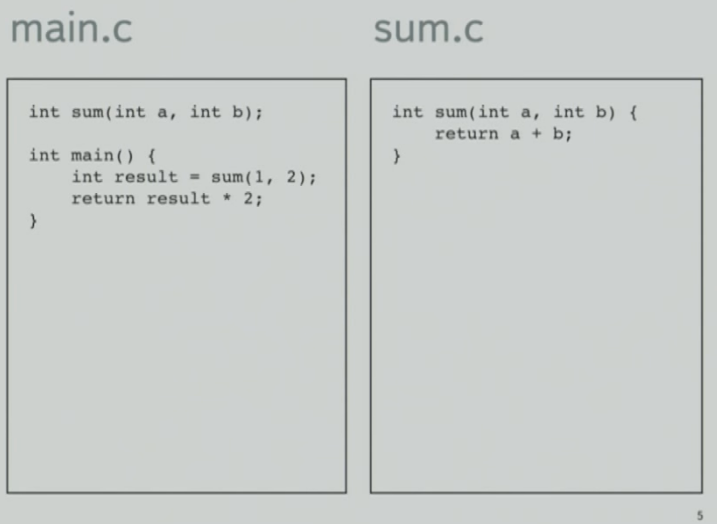 main.c
int sum(int a, int b);
int main() {
    int result = sum(1, 2);
    return result * 2;
}
sum.c
int sum(int a, int b) {
    return a + b;
}
5